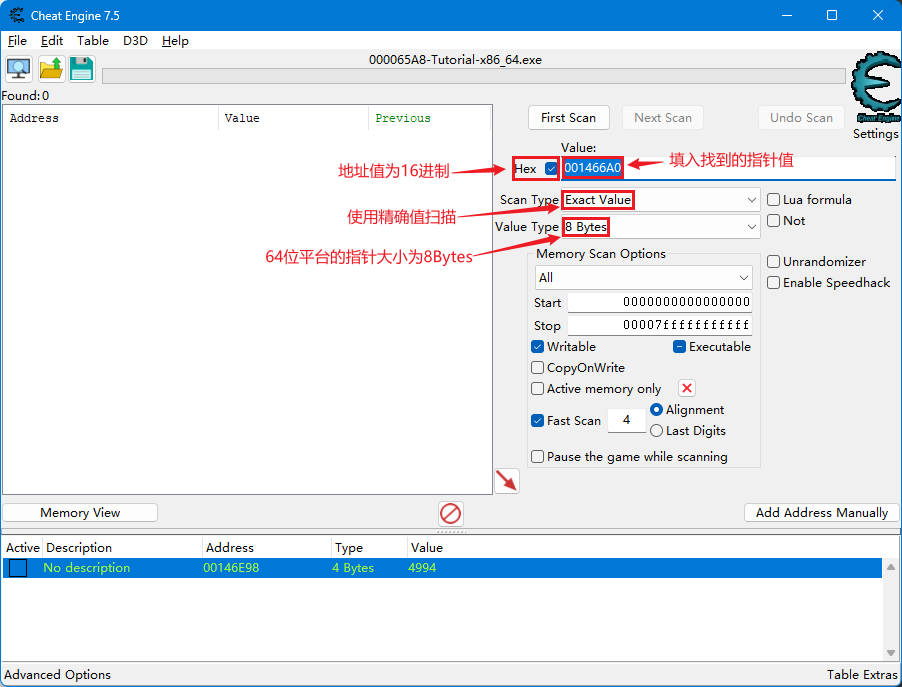 Cheat Engine 7.5
File Edit Table D3D Help
000065A8-Tutorial-x86_64.exe
Found: 0
Address Value Previous
First Scan Next Scan Undo Scan
Cheat Engine
Settings
Value:
地址值为16进制
Hex 001466A0
填入找到的指针值
使用精确值扫描
Scan Type Exact Value
Lua formula
Not
64位平台的指针大小为8Bytes
Value Type 8 Bytes
Memory Scan Options
Unrandomizer
Enable Speedhack
All
Start 0000000000000000
Stop 00007fffffffffff
Writable Executable
CopyOnWrite
Active memory only
Fast Scan 4 Alignment
Last Digits
Pause the game while scanning
Memory View Add Address Manually
Active Description Address Type Value
No description 00146E98 4 Bytes 4994
Advanced Options Table Extras